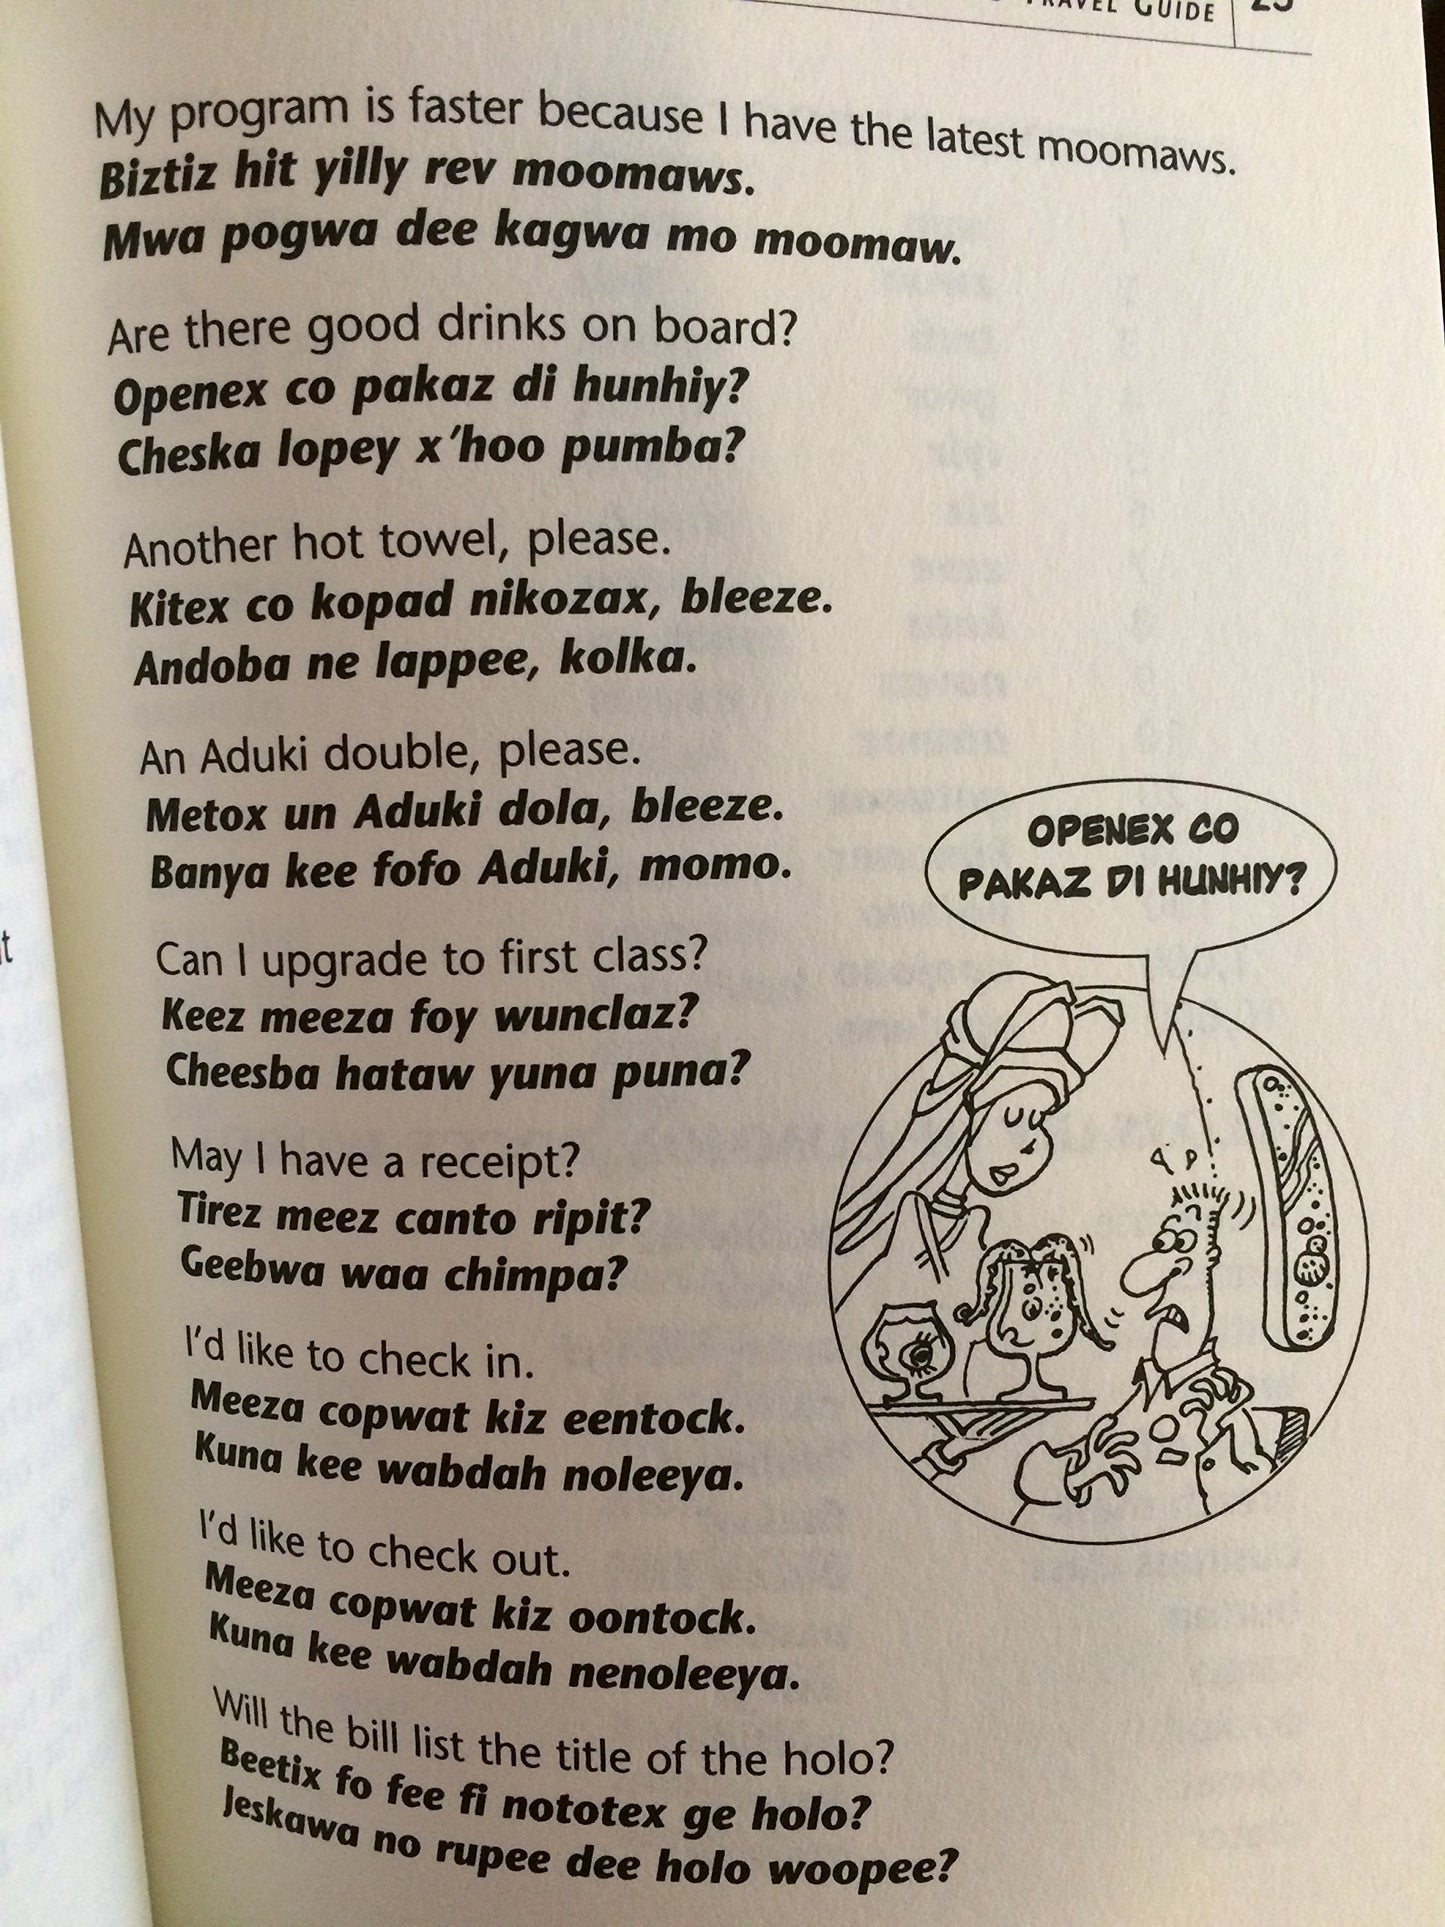 TRAVEL GUIDE
My program is faster because I have the latest moomaws.
Biztiz hit yilly rev moomaws.
Mwa pogwa dee kagwa mo moomaw.
Are there good drinks on board?
Openex co pakaz di hunhiy?
Cheska lopey x'hoo pumba?
Another hot towel, please.
Kitex co kopad nikozax, bleeze.
Andoba ne lappee, kolka.
An Aduki double, please.
Metox un Aduki dola, bleeze.
Banya kee fofo Aduki, momo.
Can I upgrade to first class?
Keez meeza foy wunclaz?
Cheesba hataw yuna puna?
May I have a receipt?
Tirez meez canto ripit?
Geebwa waa chimpa?
I'd like to check in.
Meeza copwat kiz eentock.
Kuna kee wabdah noleeya.
I'd like to check out.
Meeza copwat kiz oontock.
Kuna kee wabdah nenoleeya.
Will the bill list the title of the holo?
Beetix fo fee fi nototex ge holo?
Jeskawa no rupee dee holo woopee?
OPENEX CO
PAKAZ DI HUNHIY?